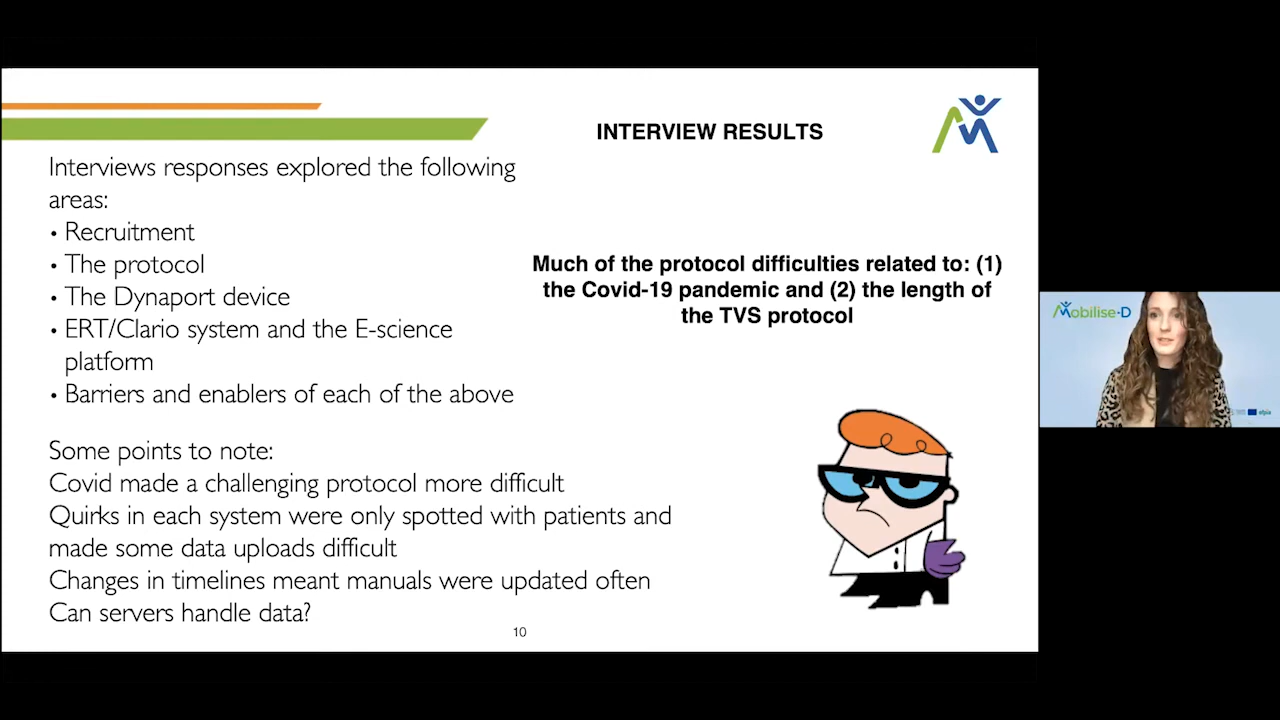 INTERVIEW RESULTS
Interviews responses explored the following
areas:
• Recruitment
• The protocol
• The Dynaport device
• ERT/Clario system and the E-science
platform
• Barriers and enablers of each of the above
Much of the protocol difficulties related to: (1)
the Covid-19 pandemic and (2) the length of
the TVS protocol
Some points to note:
Covid made a challenging protocol more difficult
Quirks in each system were only spotted with patients and
made some data uploads difficult
Changes in timelines meant manuals were updated often
Can servers handle data?
10
Mobilise-D
efpia